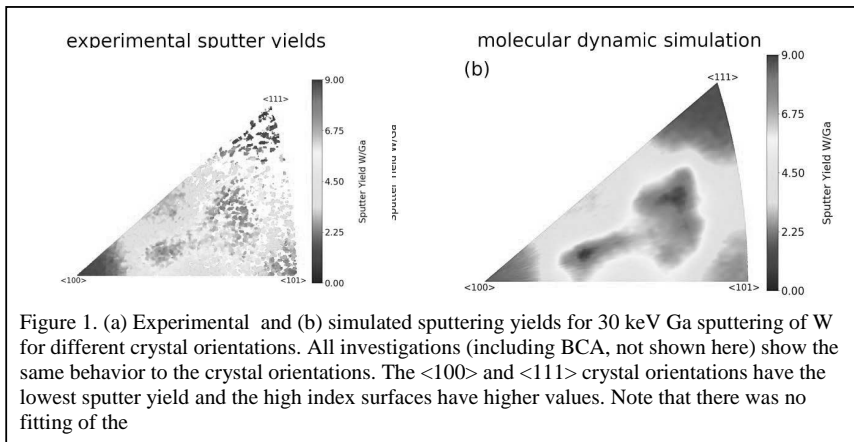 experimental sputter yields
molecular dynamic simulation
(b)
9.00
6.75
4.50
2.25
0.00
Sputter Yield W/Ga
<111>
<100>
<101>
9.00
6.75
4.50
2.25
0.00
Sputter Yield W/Ga
<111>
<100>
<101>
Figure 1. (a) Experimental and (b) simulated sputtering yields for 30 keV Ga sputtering of W
for different crystal orientations. All investigations (including BCA, not shown here) show the
same behavior to the crystal orientations. The <100> and <111> crystal orientations have the
lowest sputter yield and the high index surfaces have higher values. Note that there was no
fitting of the